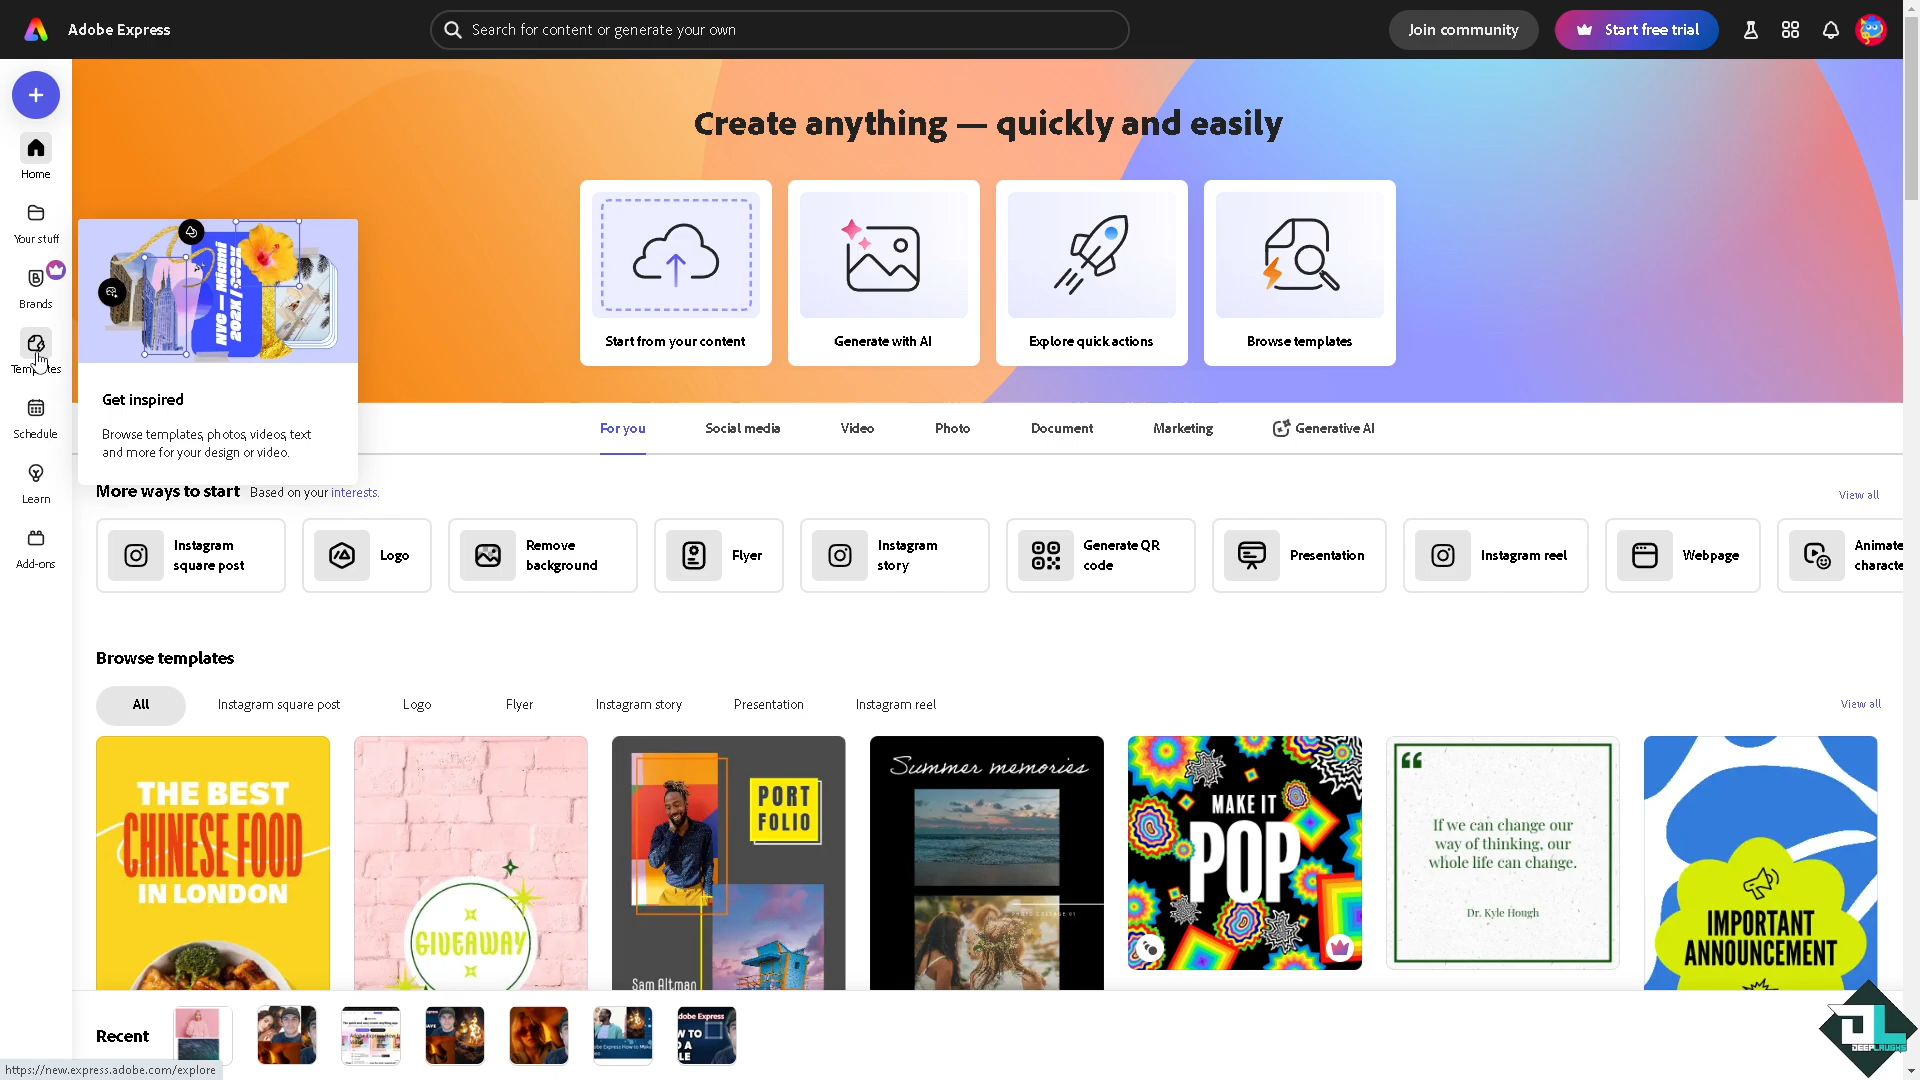 Adobe Express
Search for content or generate your own
Join community
Start free trial
Home
Your stuff
Brands
Schedule
Learn
Add-ons
Create anything — quickly and easily
Start from your content
Generate with AI
Explore quick actions
Browse templates
NYC – MIAMI
Get inspired
Browse templates, photos, videos, text
and more for your design or video.
For you
Social media
Video
Photo
Document
Marketing
Generative AI
More ways to start
Based on your interests.
View all
Instagram
square post
Logo
Remove
background
Flyer
Instagram
story
Generate QR
code
Presentation
Instagram reel
Webpage
Animate
Browse templates
All
Instagram square post
Logo
Flyer
Instagram story
Presentation
Instagram reel
View all
THE BEST
CHINESE FOOD
IN LONDON
GIVEAWAY
PORT
FOLIO
Sam Altman
Summer memories
PHOTO COLLAGE 01
MAKE IT
POP
If we can change our
way of thinking, our
whole life can change.
Dr. Kyle Hough
IMPORTANT
ANNOUNCEMENT
Recent
https://new.express.adobe.com/explore
DEEPLAUGHS